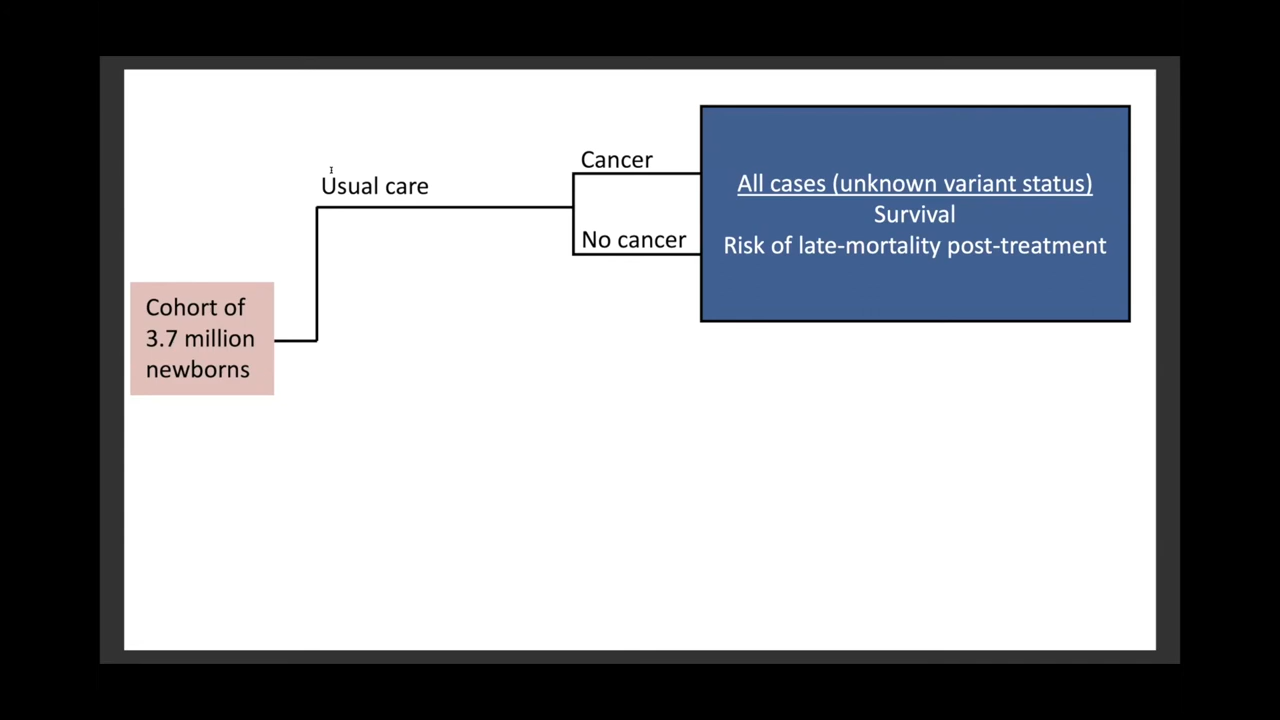 Cancer
Usual care
No cancer
All cases (unknown variant status)
Survival
Risk of late-mortality post-treatment
Cohort of
3.7 million
newborns